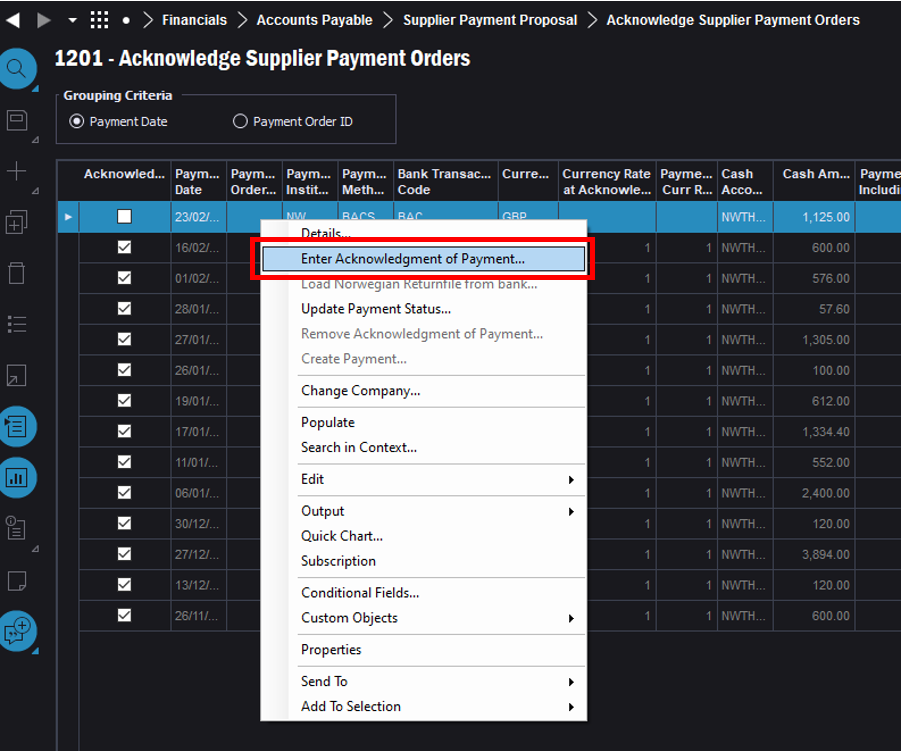 Financials Accounts Payable Supplier Payment Proposal Acknowledge Supplier Payment Orders
1201 - Acknowledge Supplier Payment Orders
Grouping Criteria
Payment Date Payment Order ID
Acknowled... Paym... Paym... Paym... Paym... Bank Transac... Curre... Currency Rate Payme... Cash Cash Am... Payme
Date Order... Instit... Meth... Code at Acknowle... Curr R... Acco... Includi
23/02/... NW BACS BAC GBP NWTH... 1,125.00
Details...
16/02/... 1 1 NWTH... 600.00
Enter Acknowledgment of Payment...
01/02/... 1 1 NWTH... 576.00
Load Norwegian Returnfile from bank...
28/01/... 1 1 NWTH... 57.60
Update Payment Status...
27/01/... 1 1 NWTH... 1,305.00
Remove Acknowledgment of Payment...
26/01/... 1 1 NWTH... 100.00
Create Payment...
19/01/... 1 1 NWTH... 612.00
Change Company...
17/01/... 1 1 NWTH... 1,334.40
Populate
Search in Context...
11/01/... 1 1 NWTH... 552.00
Edit
06/01/... 1 1 NWTH... 2,400.00
Output
30/12/... 1 1 NWTH... 120.00
Quick Chart...
27/12/... 1 1 NWTH... 3,894.00
Subscription
13/12/... 1 1 NWTH... 120.00
Conditional Fields...
26/11/... 1 1 NWTH... 600.00
Custom Objects
Properties
Send To
Add To Selection